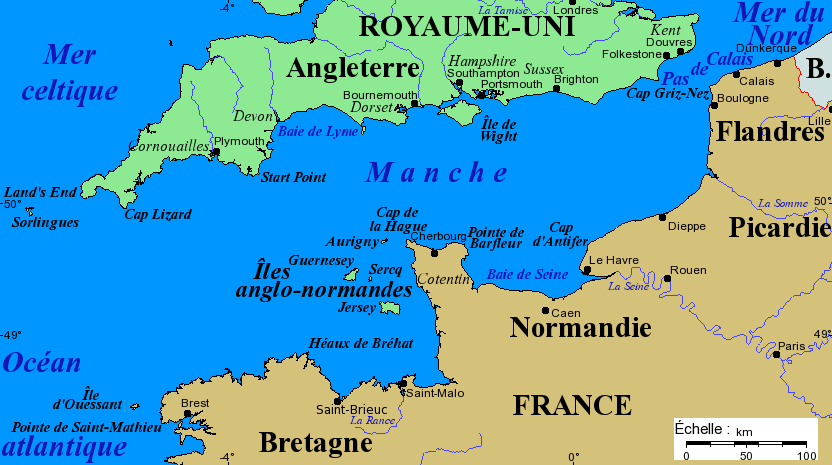 -4°
La Tamise
Londres
Mer du
Nord
ROYAUME-UNI
Kent
Douvres
Folkestone
Dunkerque
Mer
celtique
Angleterre
Hampshire
Southampton
Portsmouth
Sussex
Brighton
Pas
de
Calais
Calais
B.
Cap Griz-Nez
Boulogne
Bournemouth
Dorset
Devon
Baie de Lyme
Île de
Wight
Lille
Flandres
Cornouailles
Plymouth
Start Point
Manche
Land's End
-50°
Sorlingues
Cap Lizard
La Somme
50°
Cap de
la Hague
Cherbourg
Aurigny
Pointe de
Barfleur
Cap
d'Antifer
Dieppe
Picardie
Guernesey
Sercq
Îles
anglo-normandes
Jersey
Cotentin
Baie de Seine
Le Havre
La Seine
Rouen
Caen
Normandie
-49°
49°
Héaux de Bréhat
Paris
Océan
atlantique
Île
d'Ouessant
Brest
Pointe de Saint-Mathieu
Saint-Malo
Saint-Brieuc
La Rance
FRANCE
Bretagne
-4°
0°
Échelle : km
0 50 100